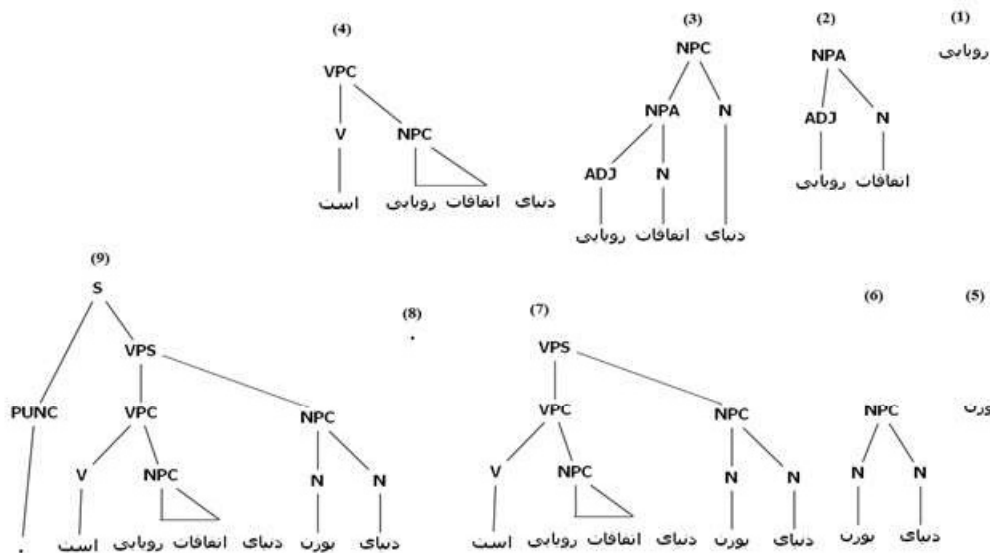 (1) (2) (3) (4)
رویایی
NPA
NPC
VPC
N ADJ
N NPA
NPC V
اتفاقات رویایی
N ADJ
دنیای اتفاقات رویایی
دنیای اتفاقات رویایی است
(5) (6) (7) (8) (9)
S
.
VPS
VPS
NPC
NPC VPC
NPC VPC PUNC
N N
N N NPC V
N N NPC V
دنیای بورن
دنیای بورن دنیای اتفاقات رویایی است
دنیای بورن دنیای اتفاقات رویایی است .